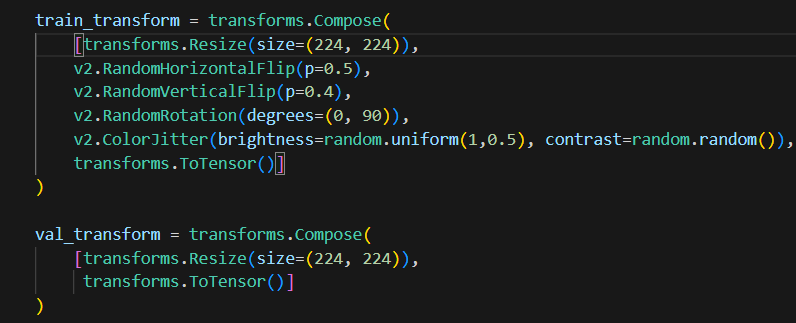 train_transform = transforms.Compose(
[transforms.Resize(size=(224, 224)),
v2.RandomHorizontalFlip(p=0.5),
v2.RandomVerticalFlip(p=0.4),
v2.RandomRotation(degrees=(0, 90)),
v2.ColorJitter(brightness=random.uniform(1,0.5), contrast=random.random()),
transforms.ToTensor()]
)
val_transform = transforms.Compose(
[transforms.Resize(size=(224, 224)),
transforms.ToTensor()]
)